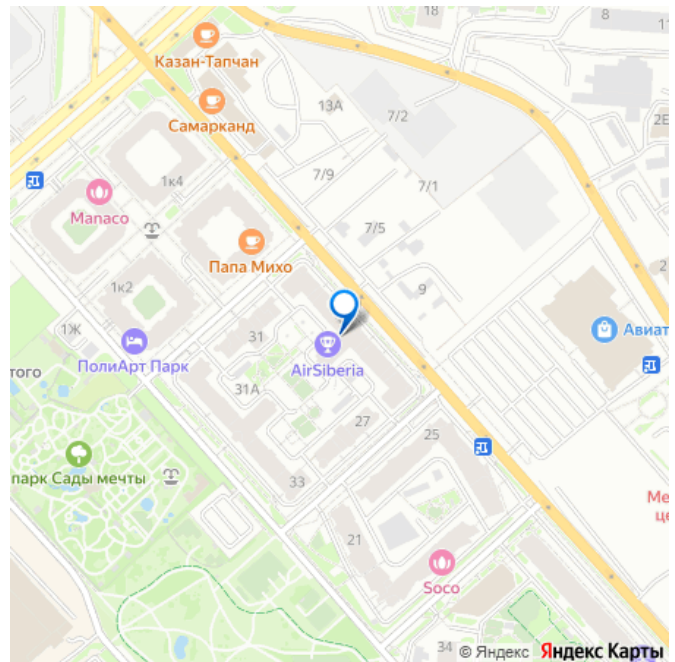 18
8
11
Казан-Тапчан
13А
7/2
Самарканд
2Е
7/9
1к4
7/1
Manaco
7/5
Папа Михо
2
1к2
9
1Ж
31
Авиат
ПолиАрт Парк
AirSiberia
того
31А
27
25
парк Сады мечты
33
Ме
це
21
Soco
34
© Яндекс Яндекс Карты